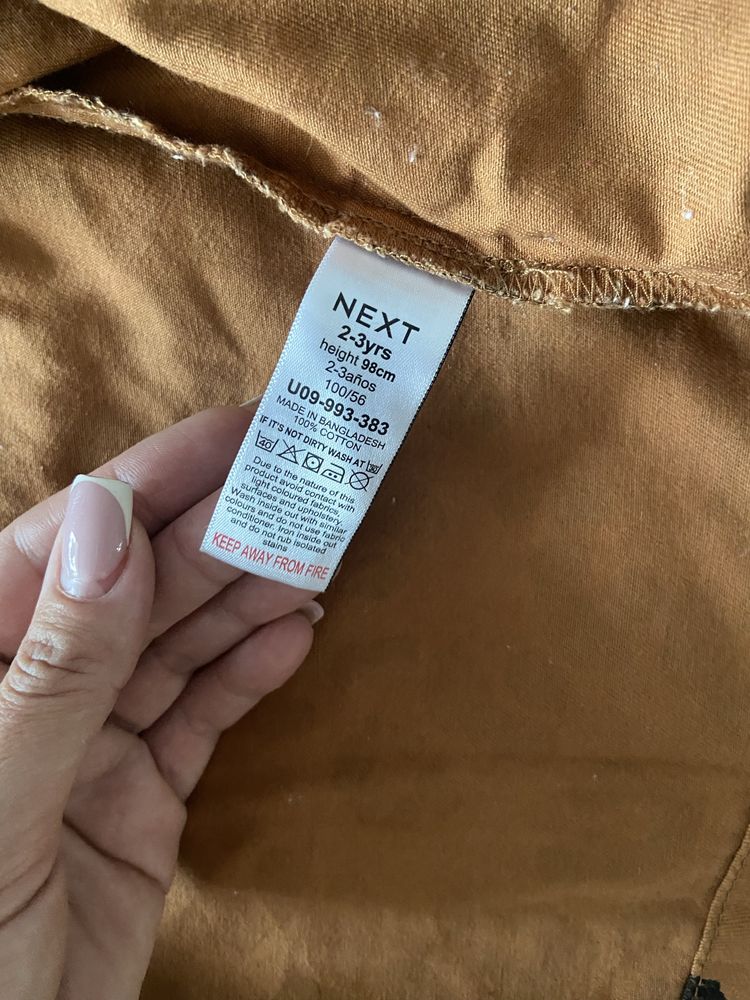 NEXT
2-3yrs
height 98cm
2-3años
100/56
U09-993-383
MADE IN BANGLADESH
100% COTTON
IF IT'S NOT DIRTY WASH AT 30
40
Due to the nature of this
product avoid contact with
light coloured fabrics,
surfaces and upholstery.
Wash inside out with similar
colours and do not use fabric
conditioner. Iron inside out
and do not rub isolated
stains
KEEP AWAY FROM FIRE